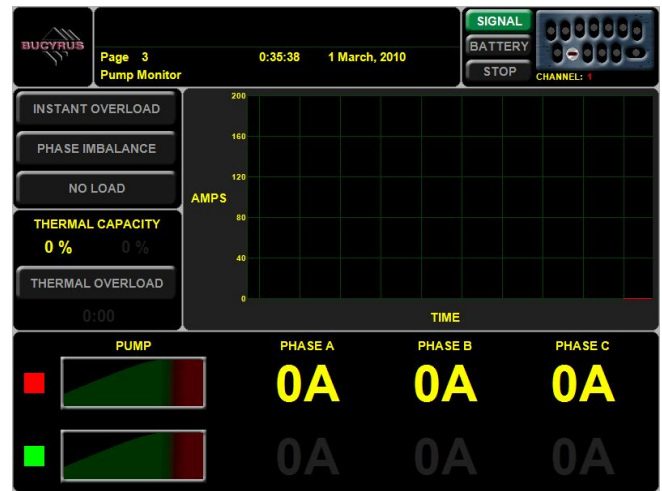 BUCYRUS
Page 3
0:35:38
1 March, 2010
Pump Monitor
SIGNAL
BATTERY
STOP
CHANNEL: 1
INSTANT OVERLOAD
PHASE IMBALANCE
NO LOAD
THERMAL CAPACITY
0 %
0 %
THERMAL OVERLOAD
0:00
AMPS
200
160
120
80
40
0
TIME
PUMP
PHASE A
PHASE B
PHASE C
0A
0A
0A
0A
0A
0A